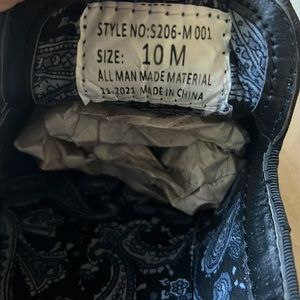 STYLE NO:S206-M 001
SIZE: 10 M
ALL MAN MADE MATERIAL
11-2021 MADE IN CHINA